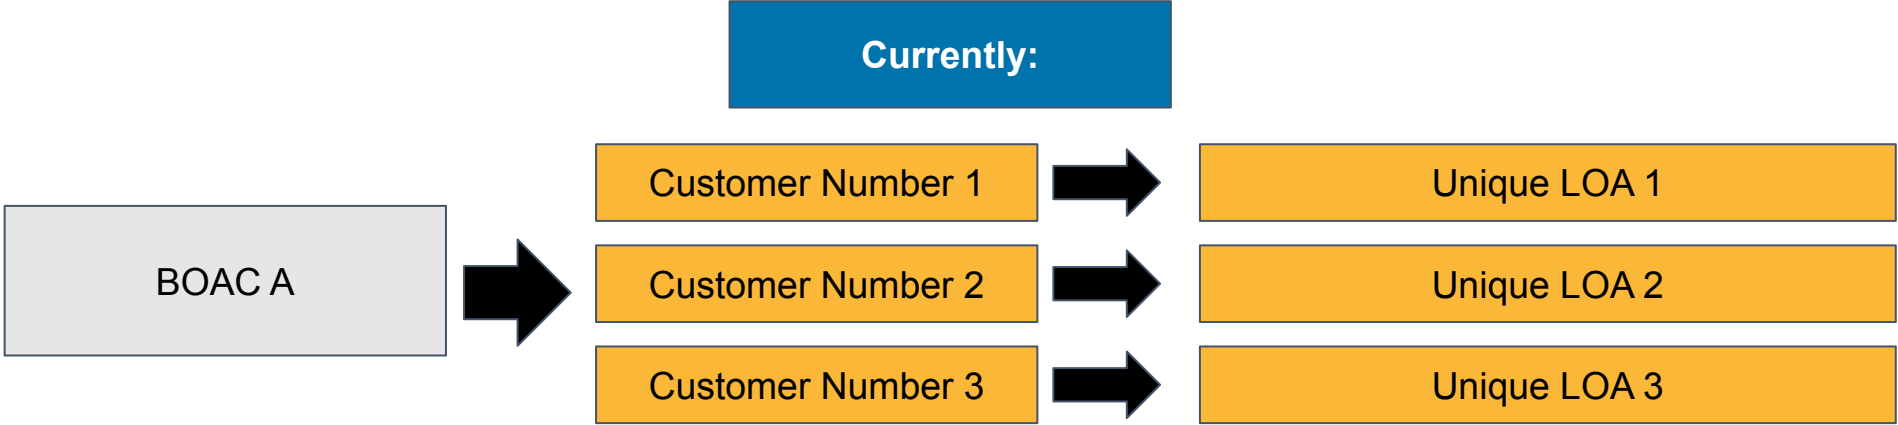 Currently:
Customer Number 1
Unique LOA 1
BOAC A
Customer Number 2
Unique LOA 2
Customer Number 3
Unique LOA 3